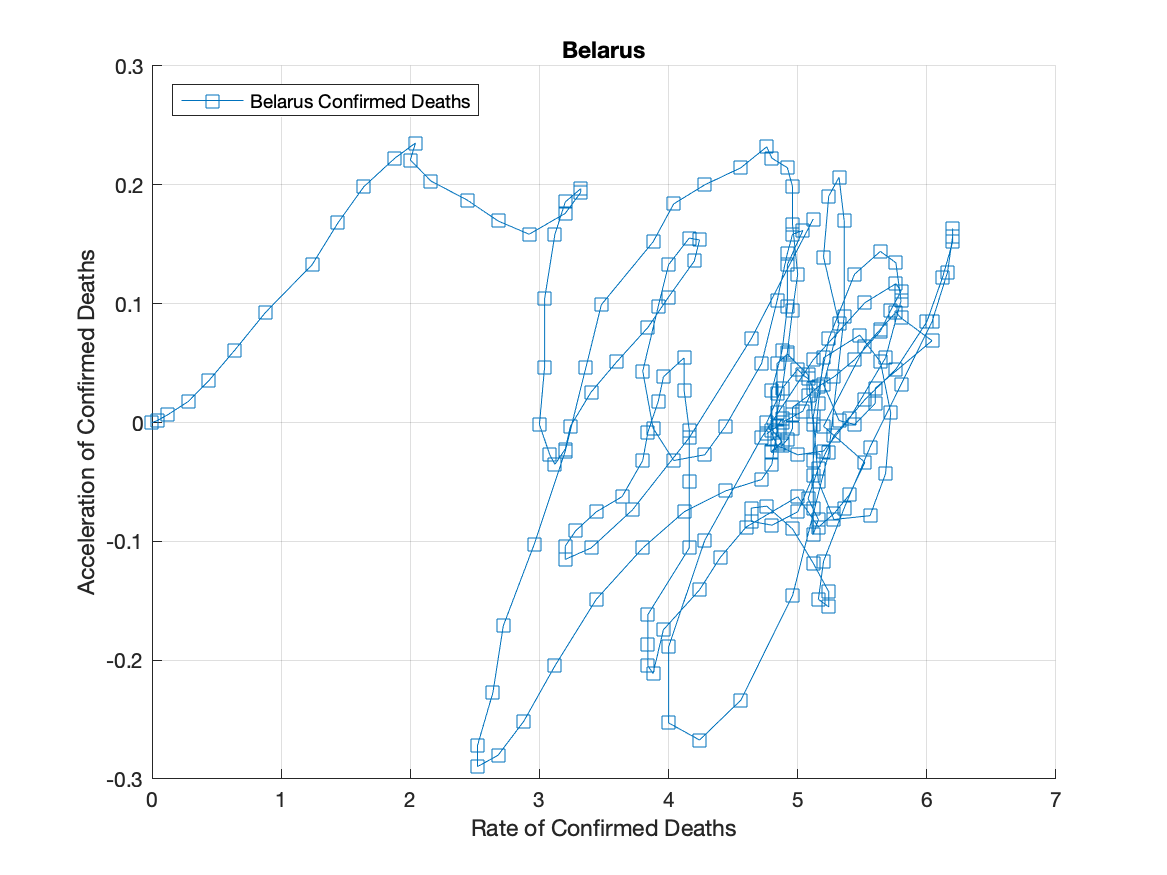 Belarus
Belarus Confirmed Deaths
Acceleration of Confirmed Deaths
0.3
0.2
0.1
0
-0.1
-0.2
-0.3
0 1 2 3 4 5 6 7
Rate of Confirmed Deaths